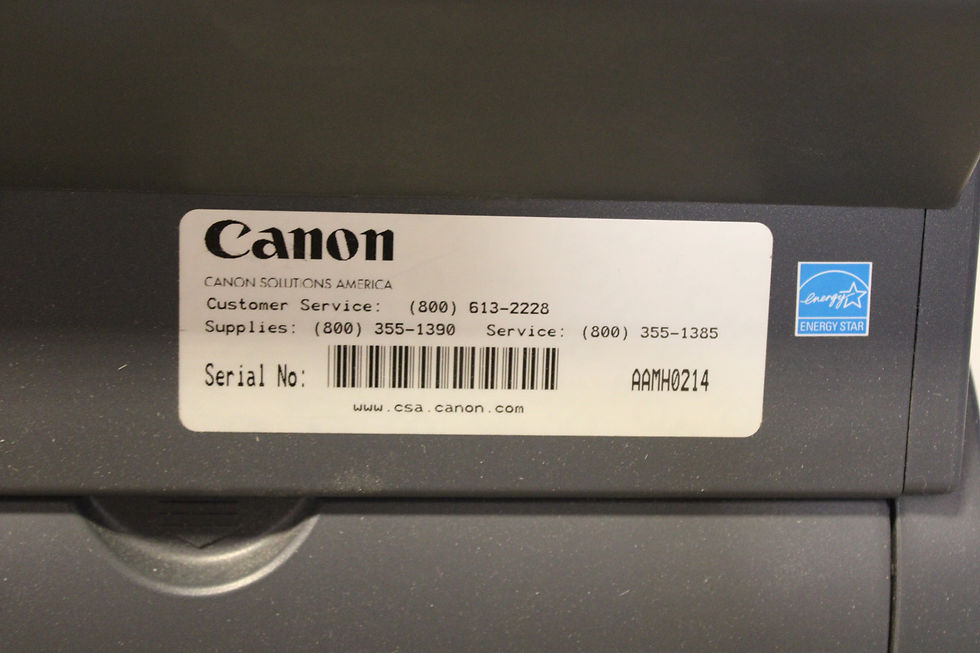 Canon
CANON SOLUTIONS AMERICA
Customer Service: (800) 613-2228
Supplies: (800) 355-1390 Service: (800) 355-1385
Serial No: AAMH0214
www.csa.canon.com
energy
ENERGY STAR